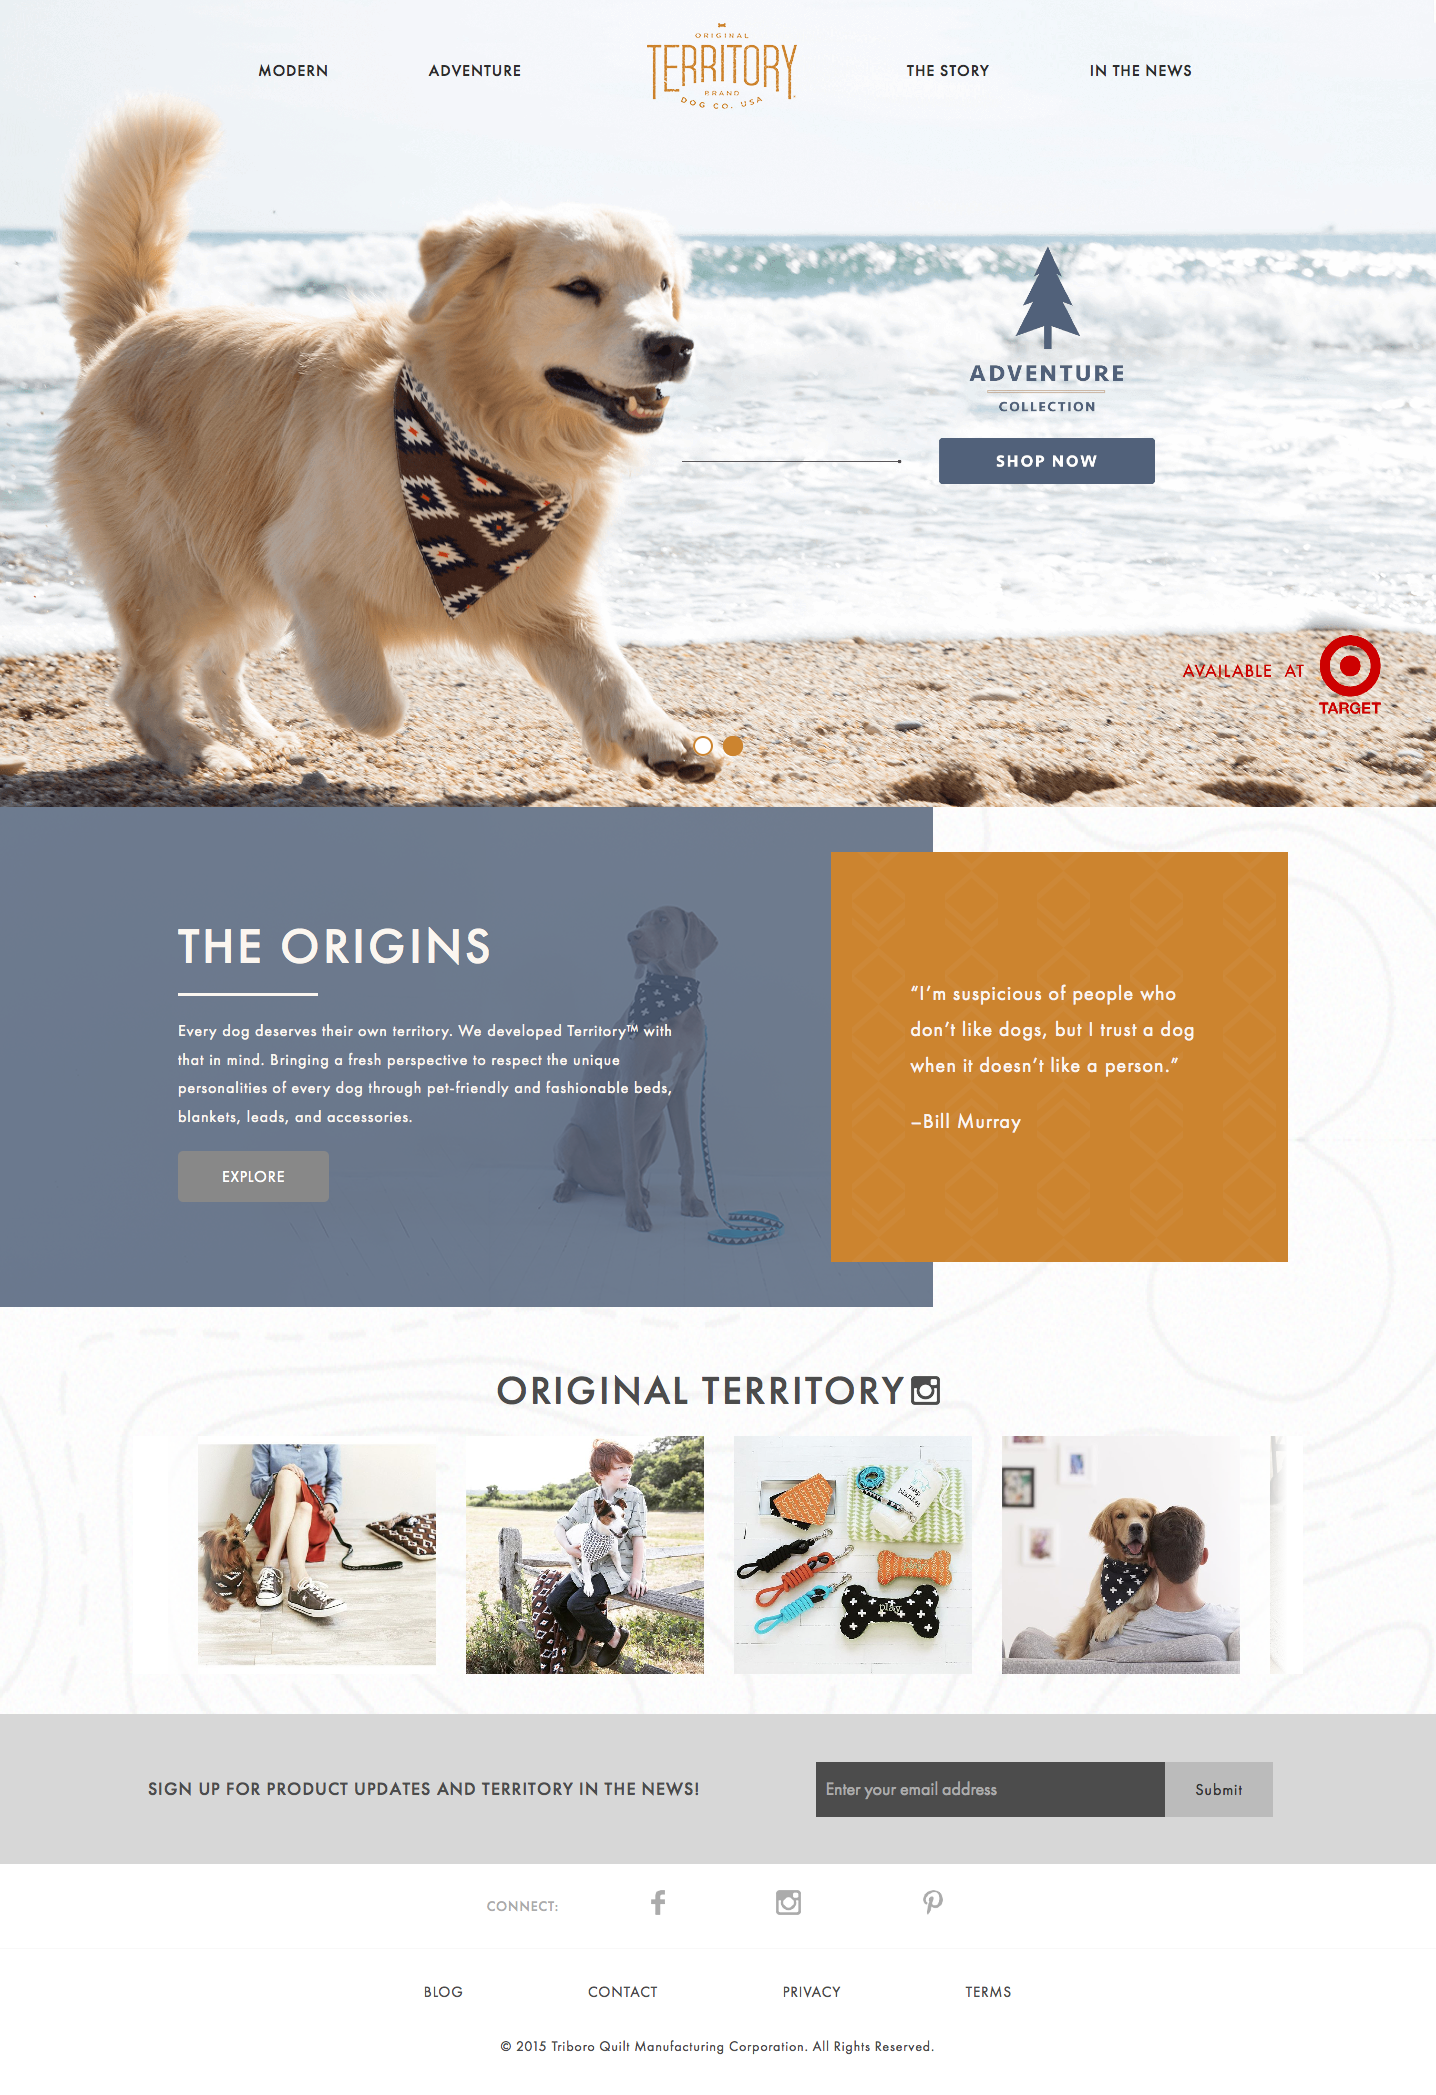 MODERN
ADVENTURE
ORIGINAL
TERRITORY
BRAND
DOG CO. USA
THE STORY
IN THE NEWS
ADVENTURE
COLLECTION
SHOP NOW
AVAILABLE AT
TARGET
THE ORIGINS
Every dog deserves their own territory. We developed Territory™ with
that in mind. Bringing a fresh perspective to respect the unique
personalities of every dog through pet-friendly and fashionable beds,
blankets, leads, and accessories.
EXPLORE
“I’m suspicious of people who
don’t like dogs, but I trust a dog
when it doesn’t like a person.”
–Bill Murray
ORIGINAL TERRITORY
nap
blanket
play
SIGN UP FOR PRODUCT UPDATES AND TERRITORY IN THE NEWS!
Enter your email address
Submit
CONNECT:
BLOG
CONTACT
PRIVACY
TERMS
© 2015 Triboro Quilt Manufacturing Corporation. All Rights Reserved.